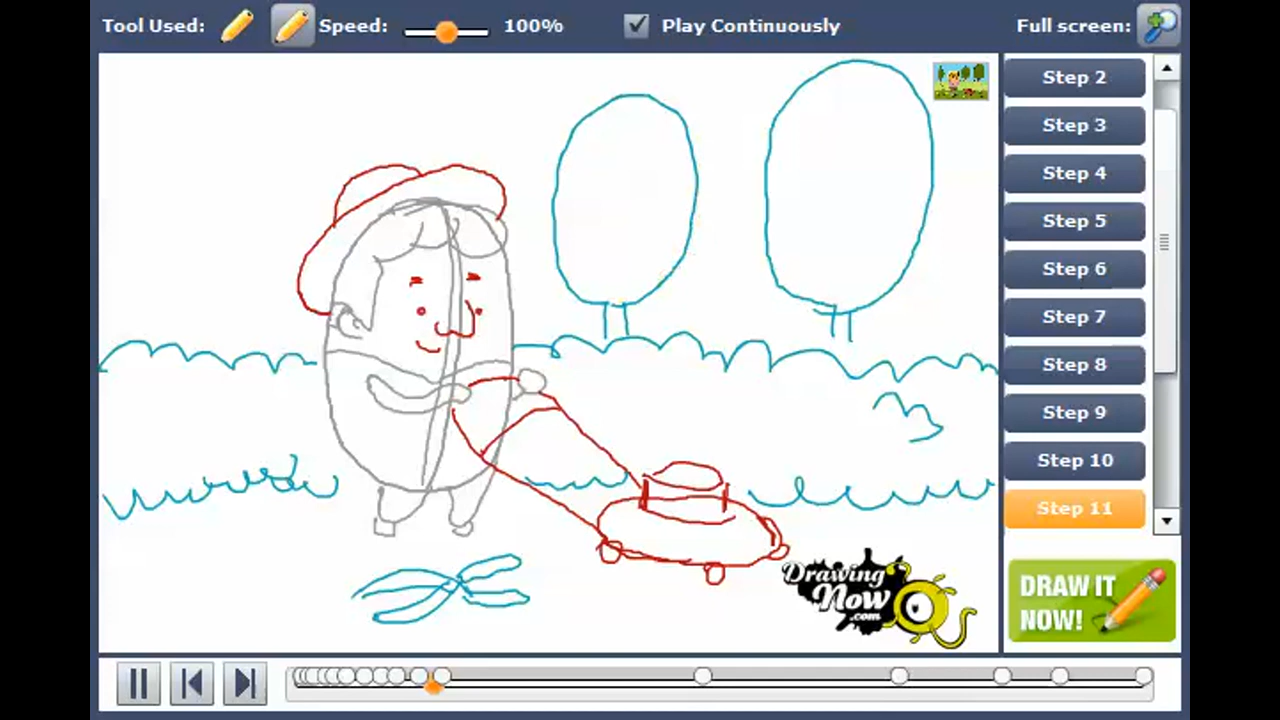 Tool Used: Speed: 100% Play Continuously Full screen:
Step 2
Step 3
Step 4
Step 5
Step 6
Step 7
Step 8
Step 9
Step 10
Step 11
Drawing
Now
.com
DRAW IT
NOW!